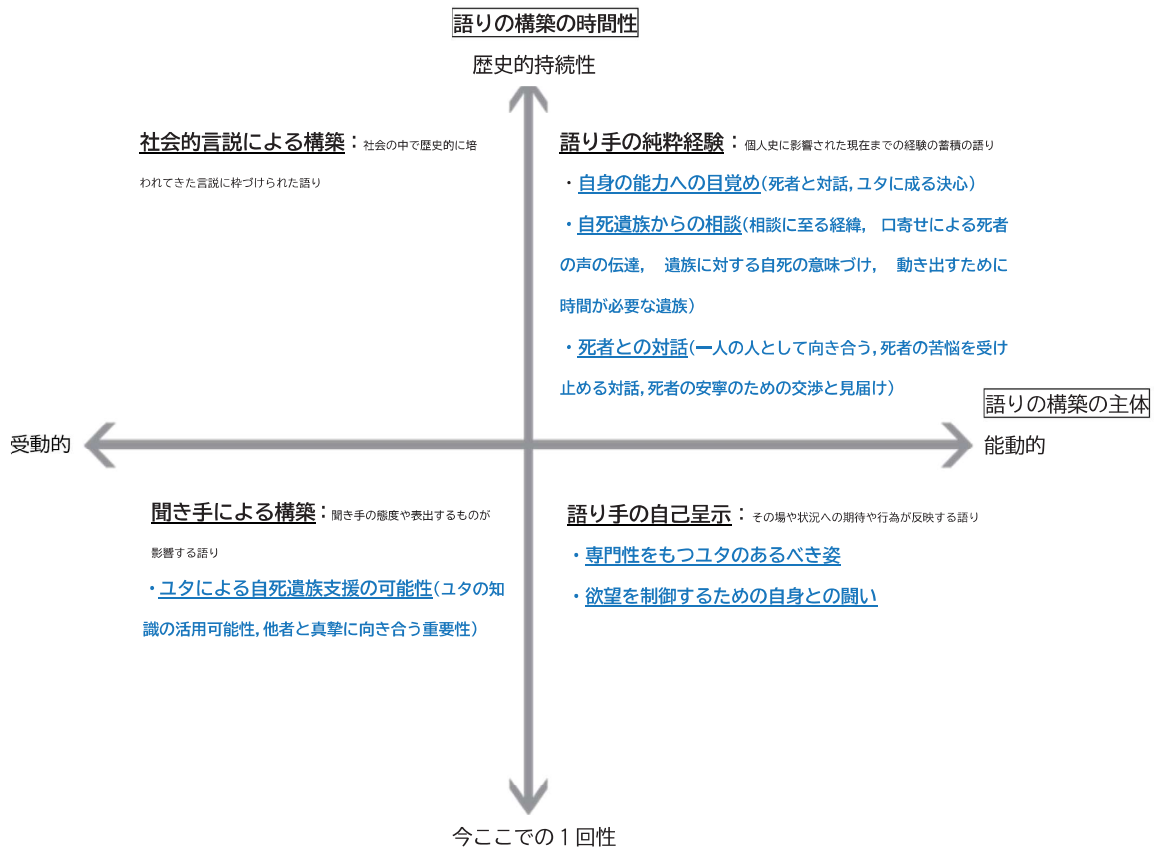 語りの構築の時間性
歴史的持続性
社会的言説による構築：社会の中で歴史的に培
われてきた言説に枠づけられた語り
語り手の純粋経験：個人史に影響された現在までの経験の蓄積の語り
・自身の能力への目覚め(死者と対話,ユタに成る決心)
・自死遺族からの相談(相談に至る経緯, 口寄せによる死者
の声の伝達, 遺族に対する自死の意味づけ, 動き出すために
時間が必要な遺族)
・死者との対話(一人の人として向き合う,死者の苦悩を受け
止める対話,死者の安寧のための交渉と見届け)
語りの構築の主体
受動的
能動的
聞き手による構築：聞き手の態度や表出するものが
影響する語り
・ユタによる自死遺族支援の可能性(ユタの知
識の活用可能性,他者と真摯に向き合う重要性)
語り手の自己呈示：その場や状況への期待や行為が反映する語り
・専門性をもつユタのあるべき姿
・欲望を制御するための自身との闘い
今ここでの１回性